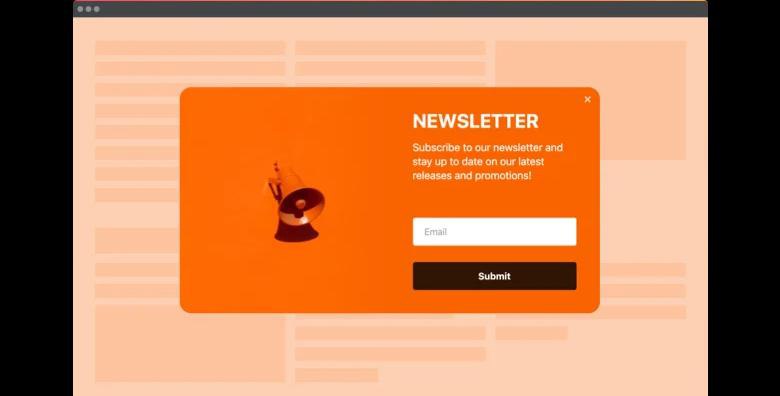 NEWSLETTER
Subscribe to our newsletter and
stay up to date on our latest
releases and promotions!
Email
Submit